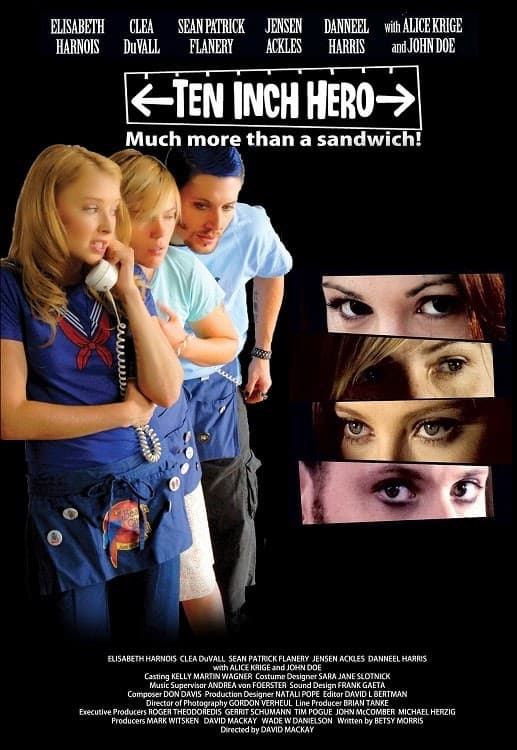 ELISABETH HARNOIS
CLEA DuVALL
SEAN PATRICK FLANERY
JENSEN ACKLES
DANNEEL HARRIS
with ALICE KRIGE and JOHN DOE
TEN INCH HERO
Much more than a sandwich!
ELISABETH HARNOIS CLEA DuVALL SEAN PATRICK FLANERY JENSEN ACKLES DANNEEL HARRIS
with ALICE KRIGE and JOHN DOE
Casting KELLY MARTIN WAGNER Costume Designer SARA JANE SLOTNICK
Music Supervisor ANDREA von FOERSTER Sound Design FRANK GAETA
Composer DON DAVIS Production Designer NATALI POPE Editor DAVID L BERTMAN
Director of Photography GORDON VERHEUL Line Producer BRIAN TANKE
Executive Producers ROGER THEODOREDIS GERRIT SCHUMANN TIM POGUE JOHN McCOMBER MICHAEL HERZIG
Producers MARK WITSKEN DAVID MACKAY WADE W DANIELSON Written by BETSY MORRIS
Directed by DAVID MACKAY